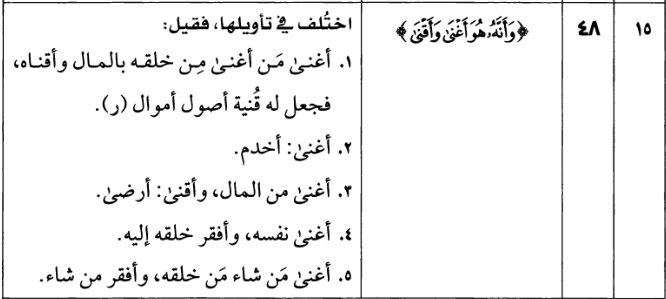 ١٥
٤٨
﴿وَأَنَّهُۥ هُوَ أَغْنَىٰ وَأَقْنَىٰ﴾
اختُلف في تأويلها، فقيل:
١. أغنىٰ مَن أغنىٰ مِن خلقه بالمال وأقناه،
فجعل له قُنية أصول أموال (ر).
٢. أغنىٰ: أخدم.
٣. أغنىٰ من المال، وأقنىٰ: أرضىٰ.
٤. أغنىٰ نفسه، وأفقر خلقه إليه.
٥. أغنىٰ مَن شاء مَن خلقه، وأفقر من شاء.